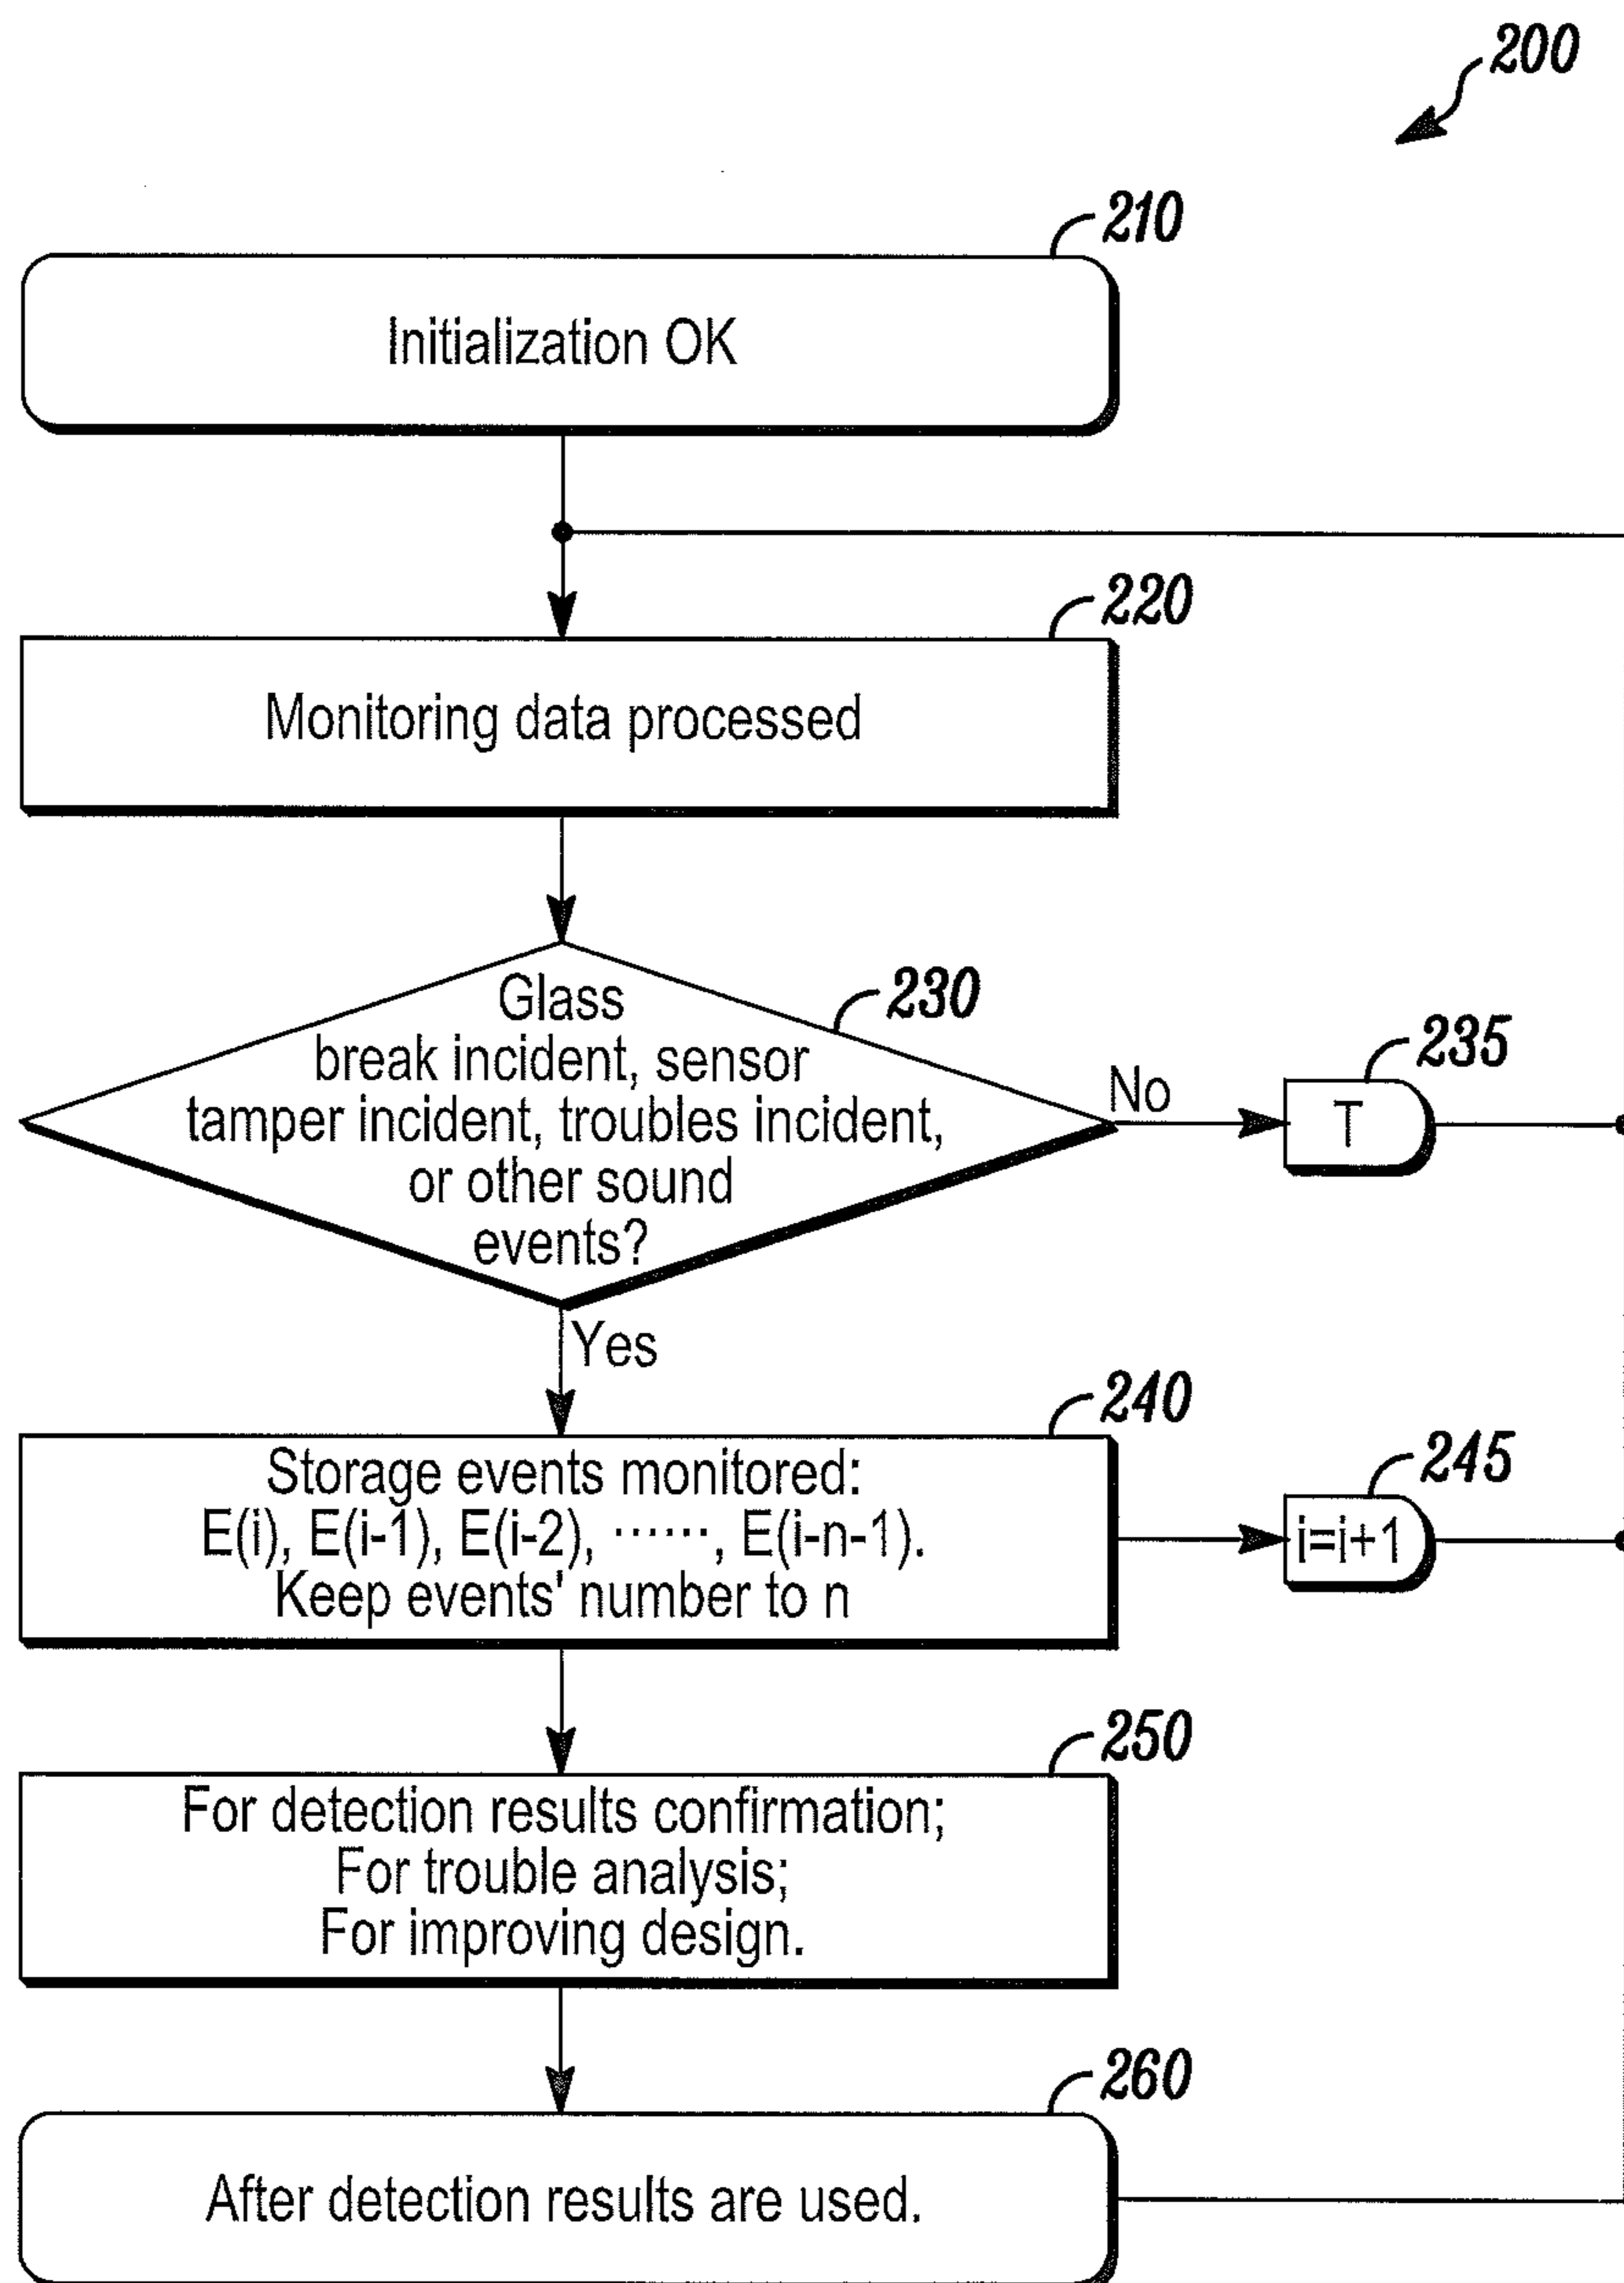 200
210
Initialization OK
220
Monitoring data processed
230
Glass
break incident, sensor
tamper incident, troubles incident,
or other sound
events?
No
235
T
Yes
240
Storage events monitored:
E(i), E(i-1), E(i-2), ······, E(i-n-1).
Keep events' number to n
245
i=i+1
250
For detection results confirmation;
For trouble analysis;
For improving design.
260
After detection results are used.